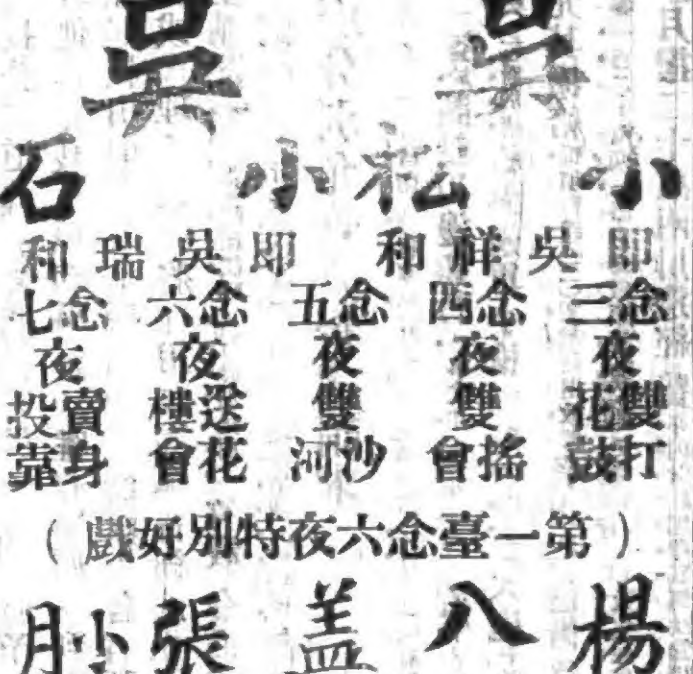 吳小松
即吳祥和
吳小石
即吳瑞和
念三夜 雙打花鼓
念四夜 雙搖會
念五夜 雙沙河
念六夜 送花樓會
念七夜 賣身投靠
(第一臺念六夜特別好戲)
楊 八 盖 張 小月